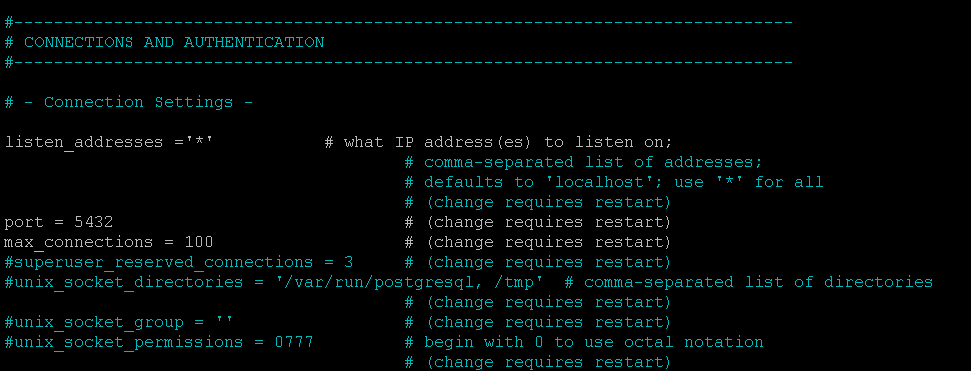 #------------------------------------------------------------------------------
# CONNECTIONS AND AUTHENTICATION
#------------------------------------------------------------------------------
# - Connection Settings -
listen_addresses ='*'           # what IP address(es) to listen on;
                                        # comma-separated list of addresses;
                                        # defaults to 'localhost'; use '*' for all
                                        # (change requires restart)
port = 5432                             # (change requires restart)
max_connections = 100                   # (change requires restart)
#superuser_reserved_connections = 3     # (change requires restart)
#unix_socket_directories = '/var/run/postgresql, /tmp'  # comma-separated list of directories
                                        # (change requires restart)
#unix_socket_group = ''                 # (change requires restart)
#unix_socket_permissions = 0777         # begin with 0 to use octal notation
                                        # (change requires restart)